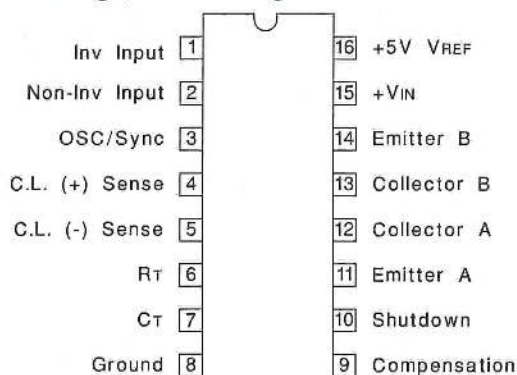 Inv Input 1 16 +5V VREF
Non-Inv Input 2 15 +VIN
OSC/Sync 3 14 Emitter B
C.L. (+) Sense 4 13 Collector B
C.L. (-) Sense 5 12 Collector A
RT 6 11 Emitter A
CT 7 10 Shutdown
Ground 8 9 Compensation